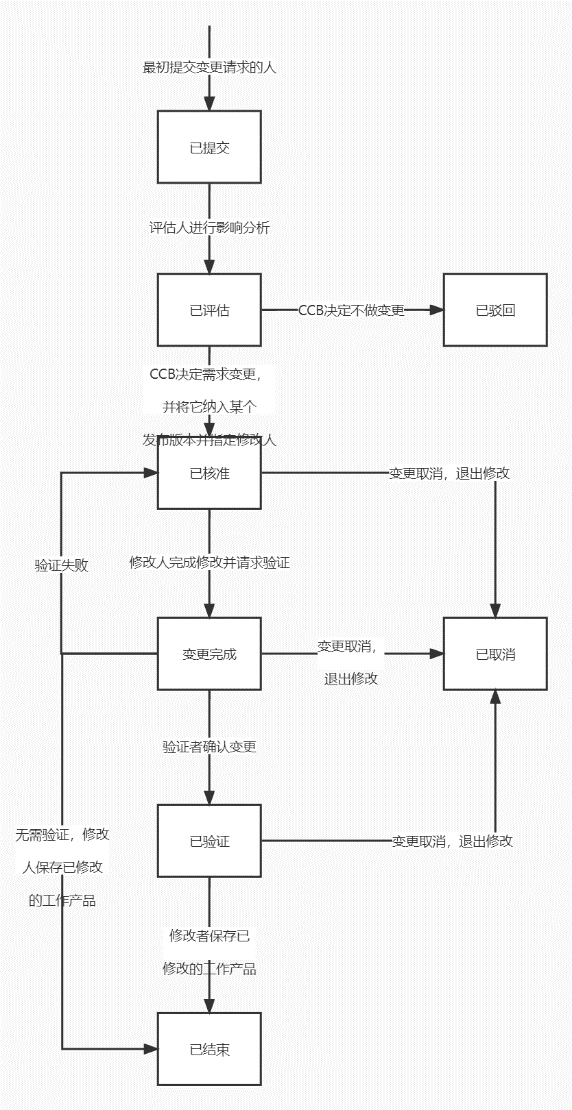 最初提交变更请求的人
已提交
评估人进行影响分析
已评估
CCB决定不做变更
已驳回
CCB决定需求变更，
并将它纳入某个
发布版本并指定修改人
已核准
变更取消，退出修改
验证失败
修改人完成修改并请求验证
变更完成
变更取消，
退出修改
已取消
验证者确认变更
无需验证，修改
人保存已修改
的工作产品
已验证
变更取消，退出修改
修改者保存已
修改的工作产品
已结束